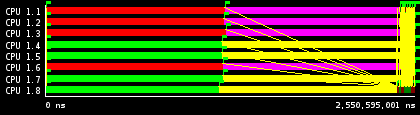 CPU 1.1
CPU 1.2
CPU 1.3
CPU 1.4
CPU 1.5
CPU 1.6
CPU 1.7
CPU 1.8
0 ns 2,550,595,001 ns